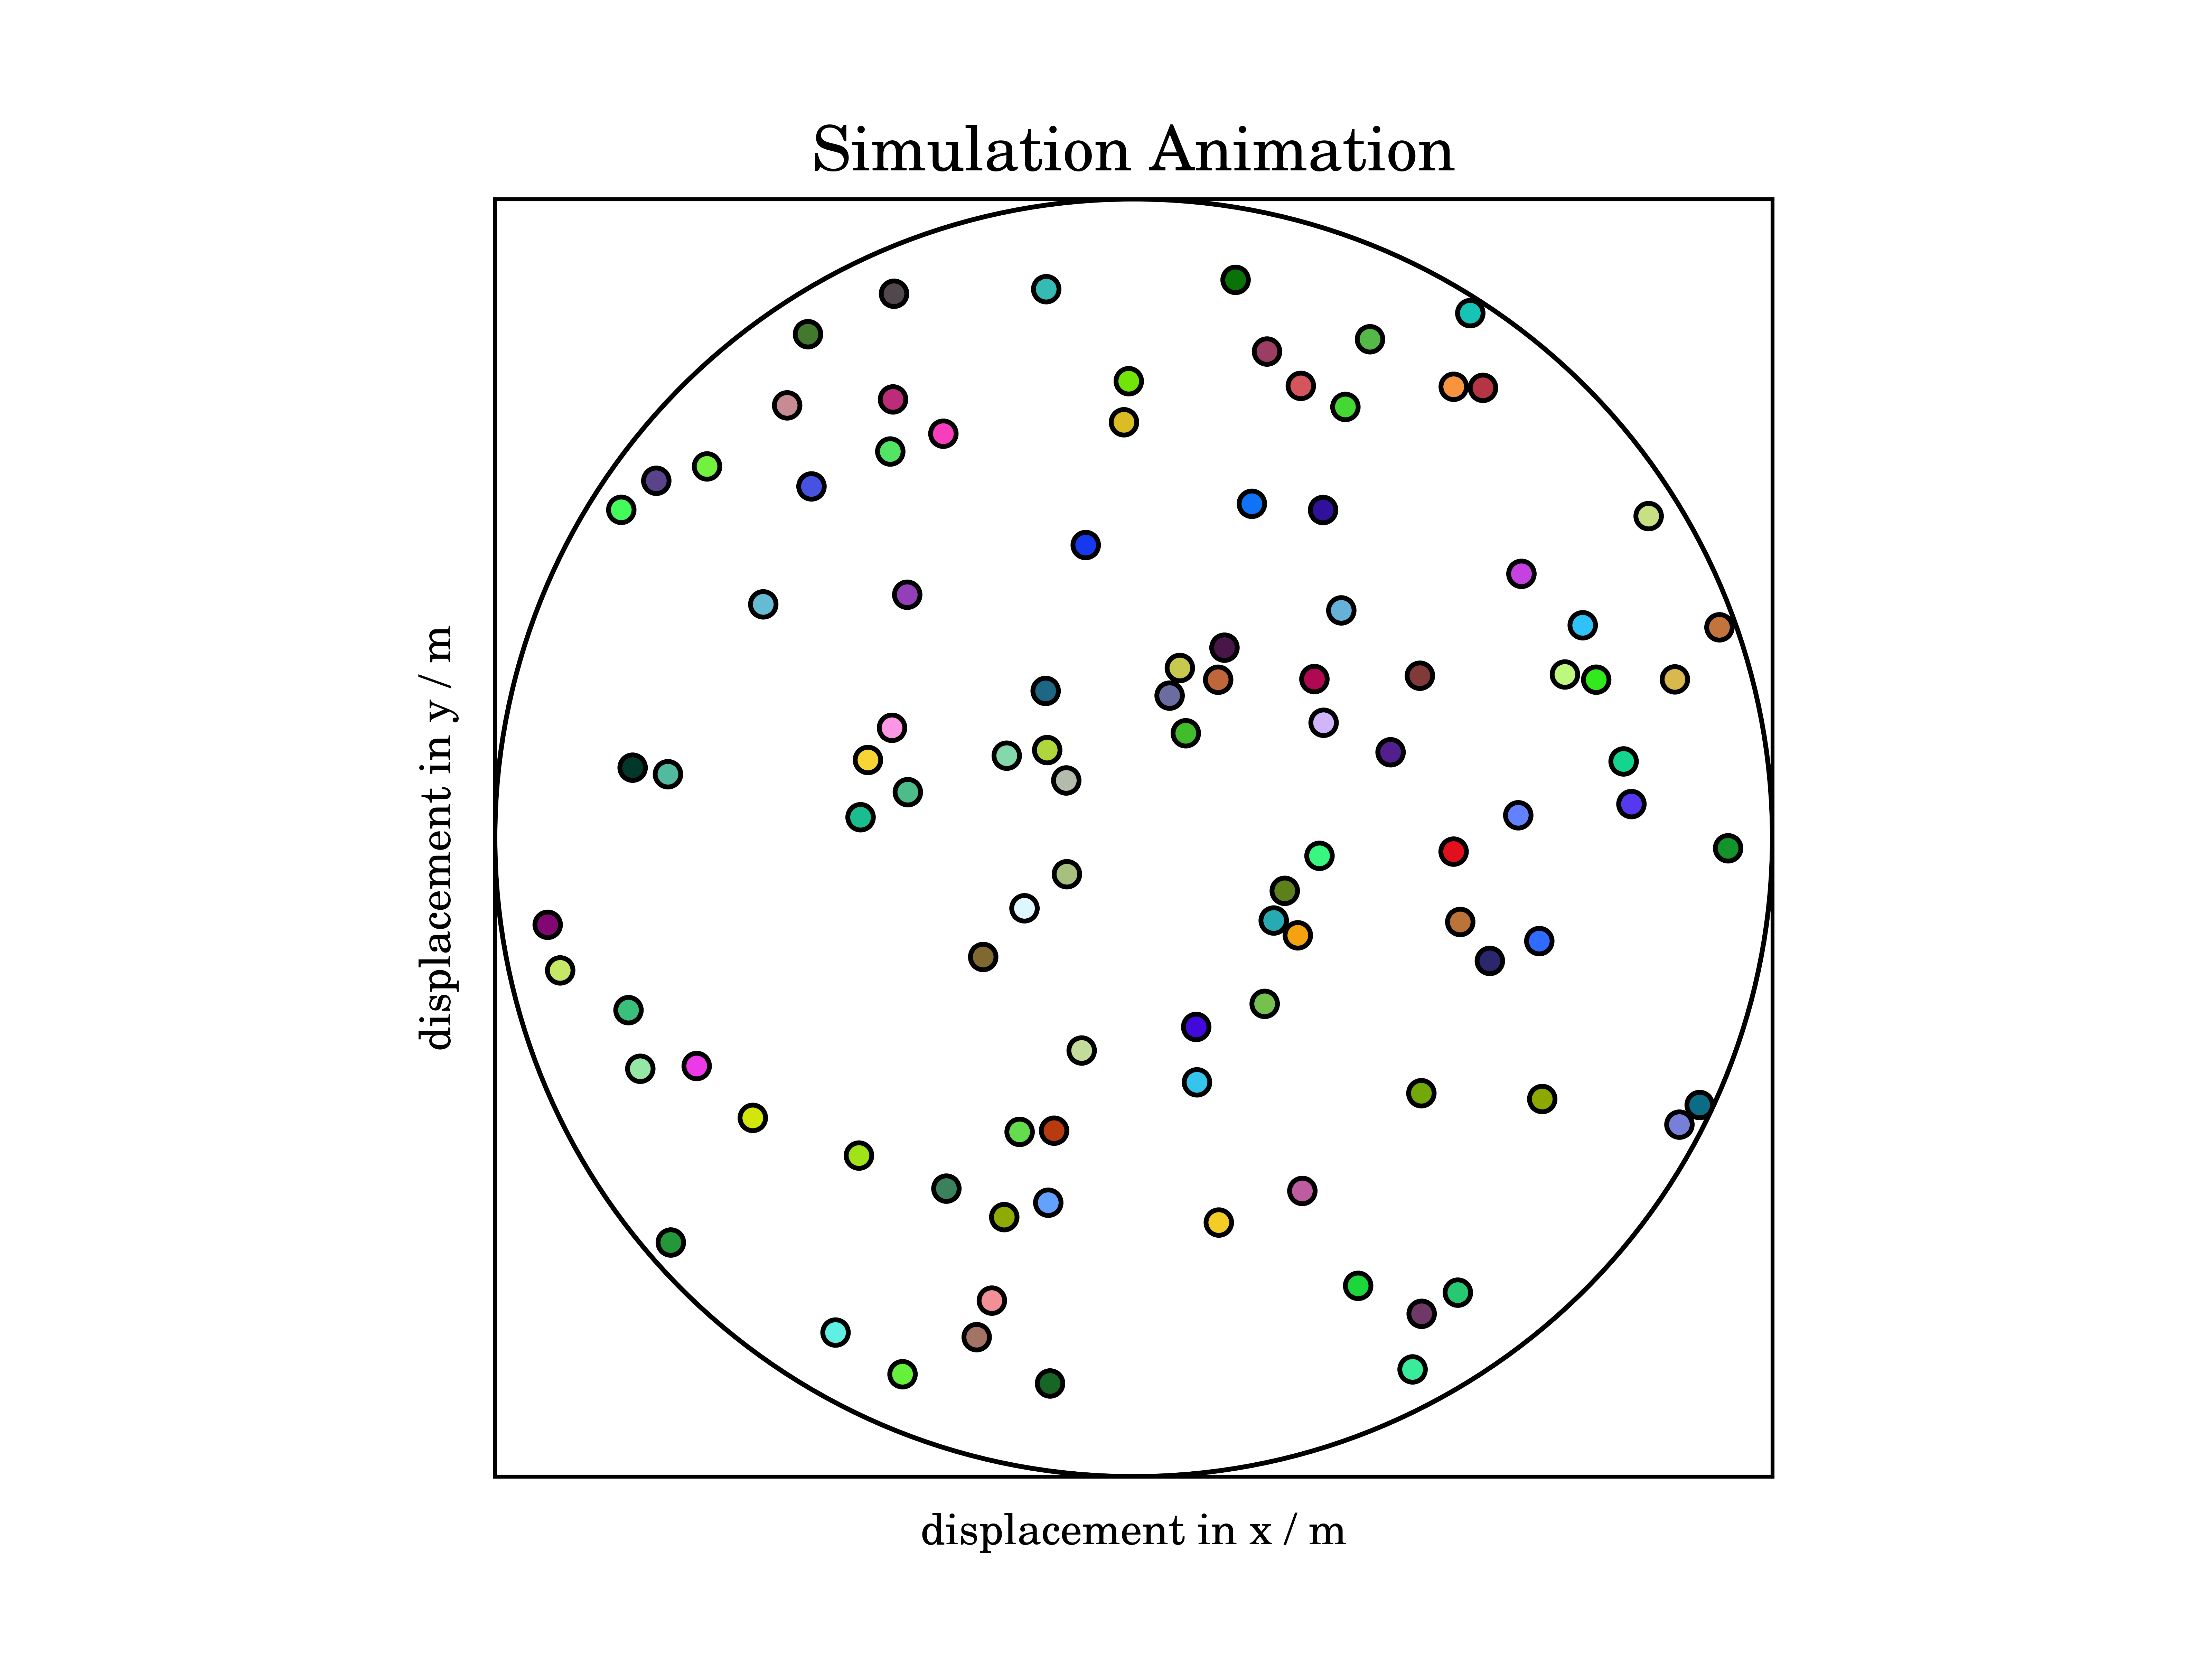 Simulation Animation
displacement in y / m
displacement in x / m